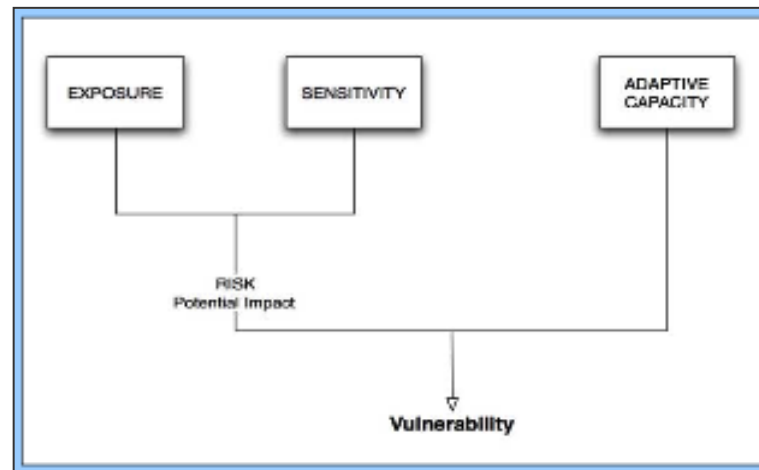 EXPOSURE
SENSITIVITY
ADAPTIVE
CAPACITY
RISK
Potential Impact
Vulnerability